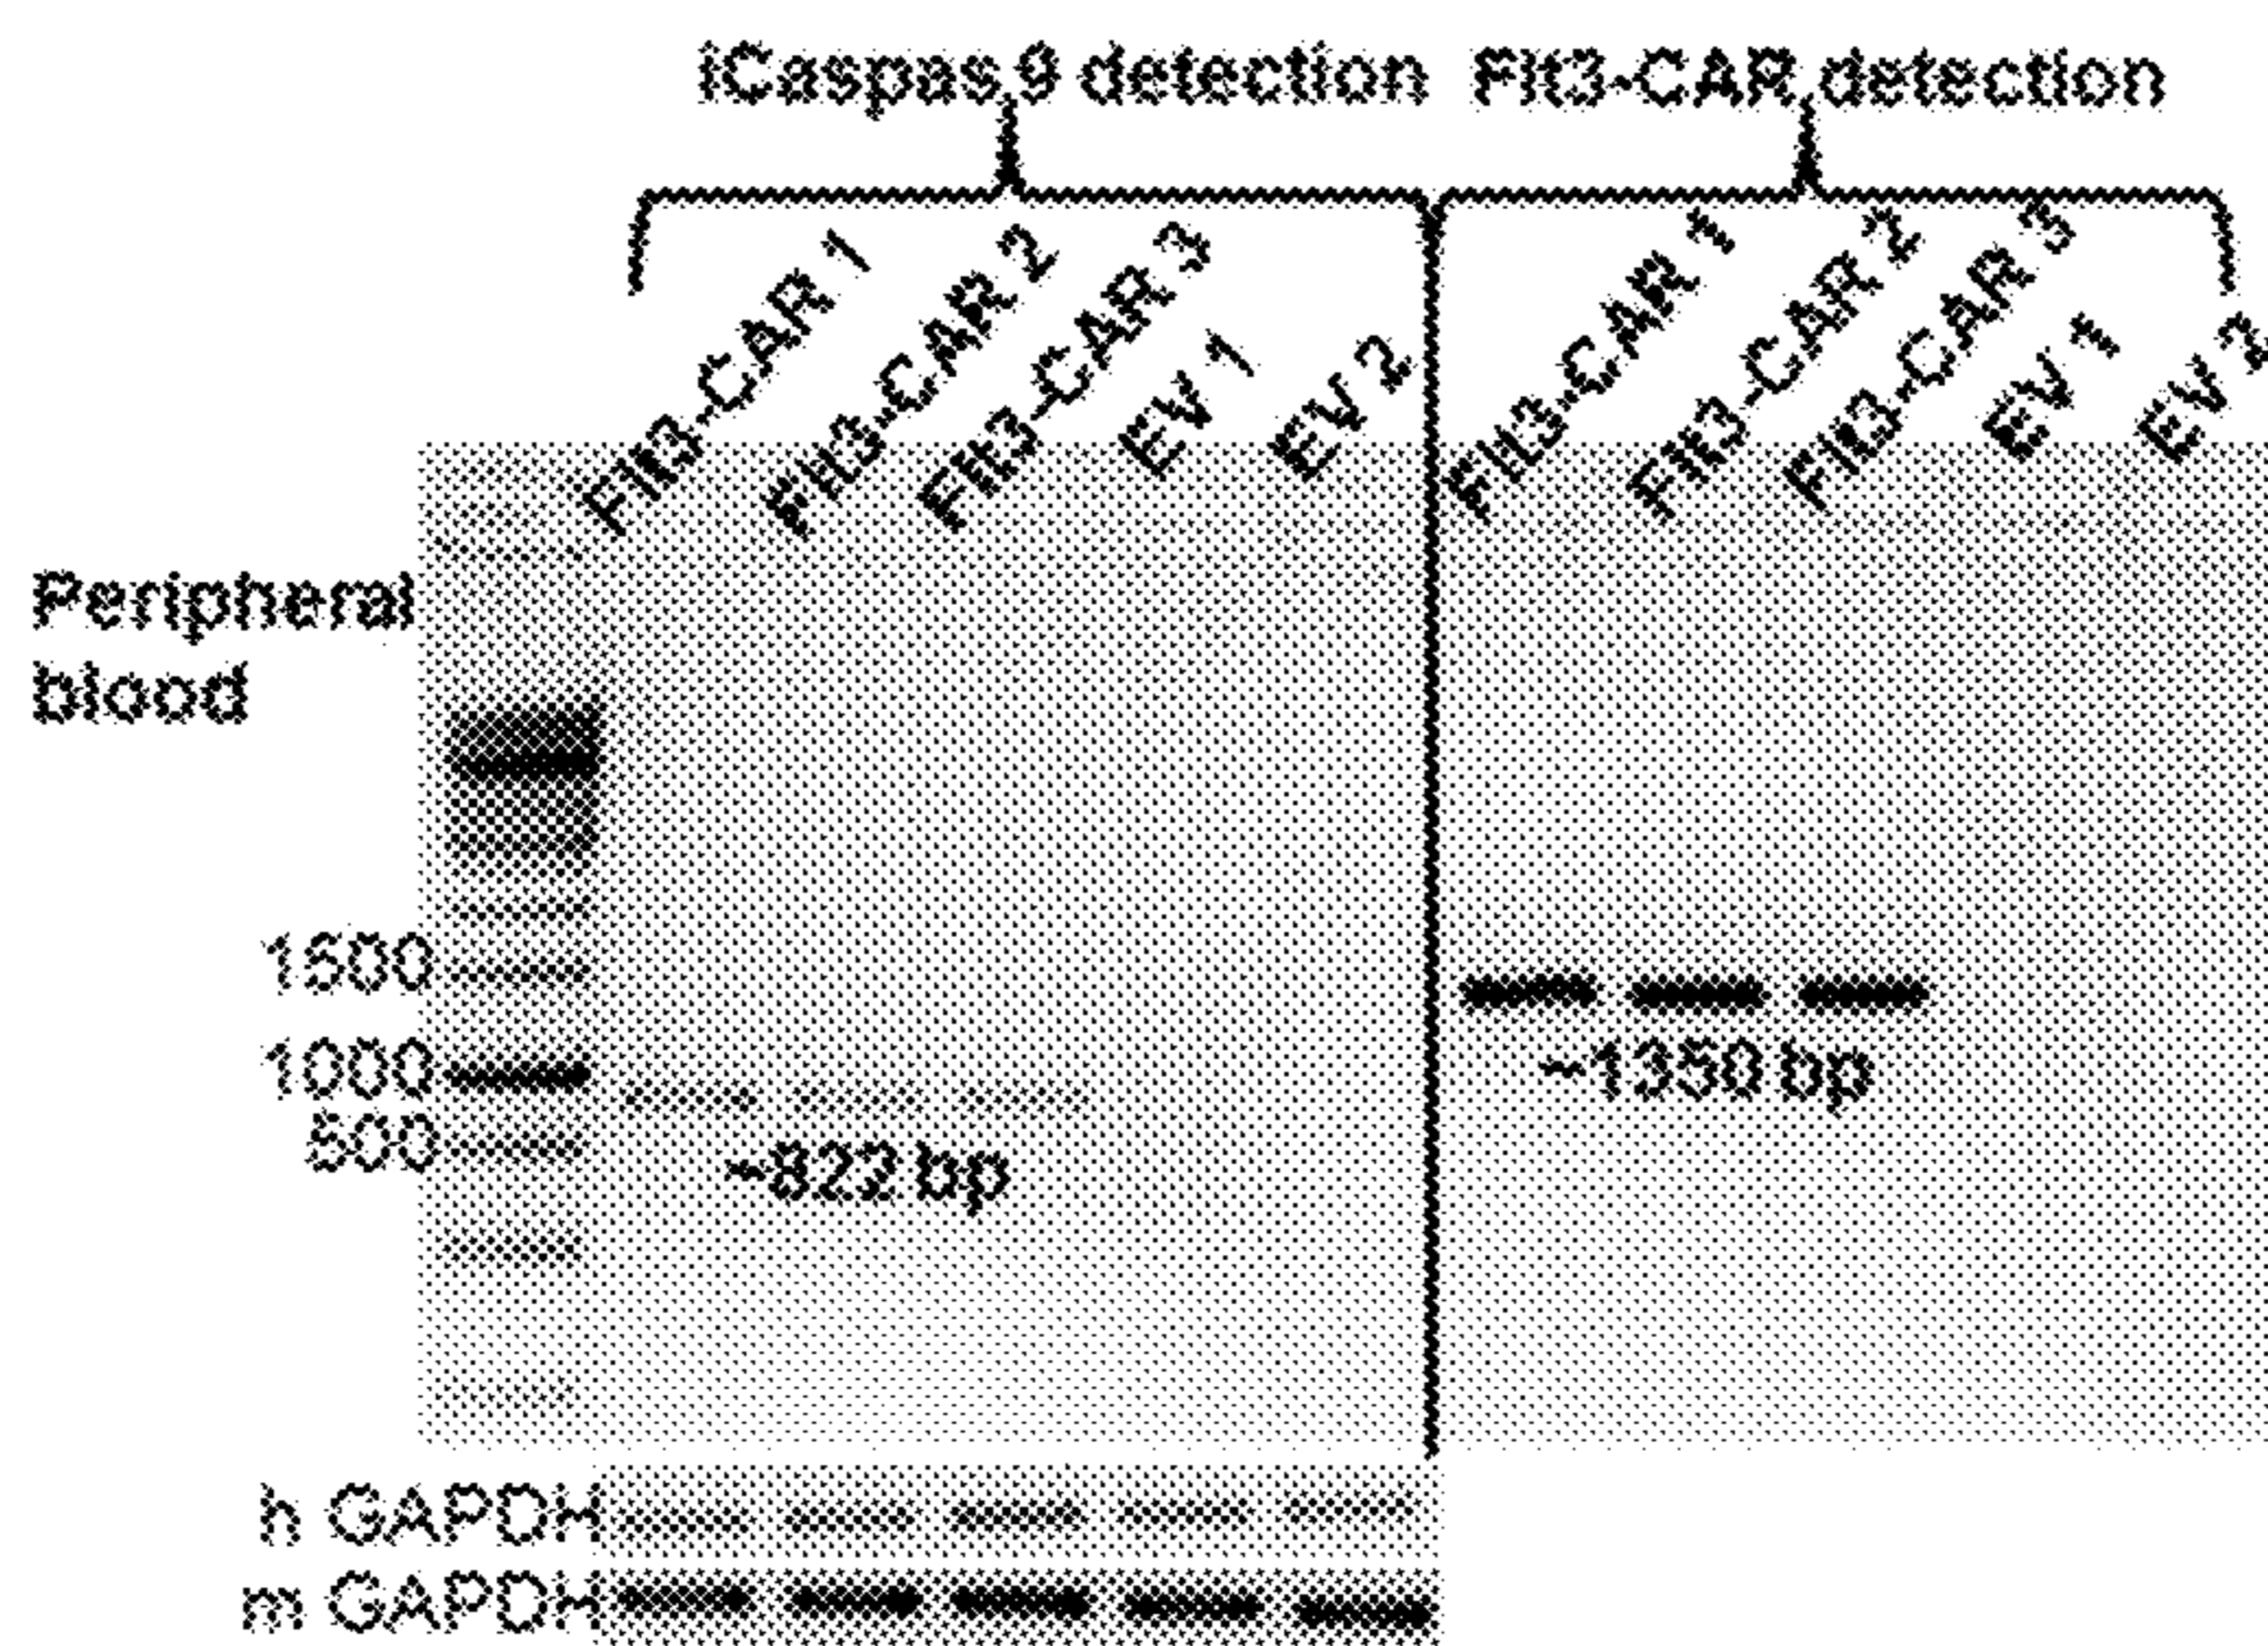 iCaspas 9 detection Flt3-CAR detection
Flt3-CAR 1
Flt3-CAR 2
Flt3-CAR 3
EV 1
EV 2
Flt3-CAR 1
Flt3-CAR 2
Flt3-CAR 3
EV 1
EV 2
Peripheral
blood
1500
1000
500
~1350 bp
~822 bp
h GAPDH
m GAPDH